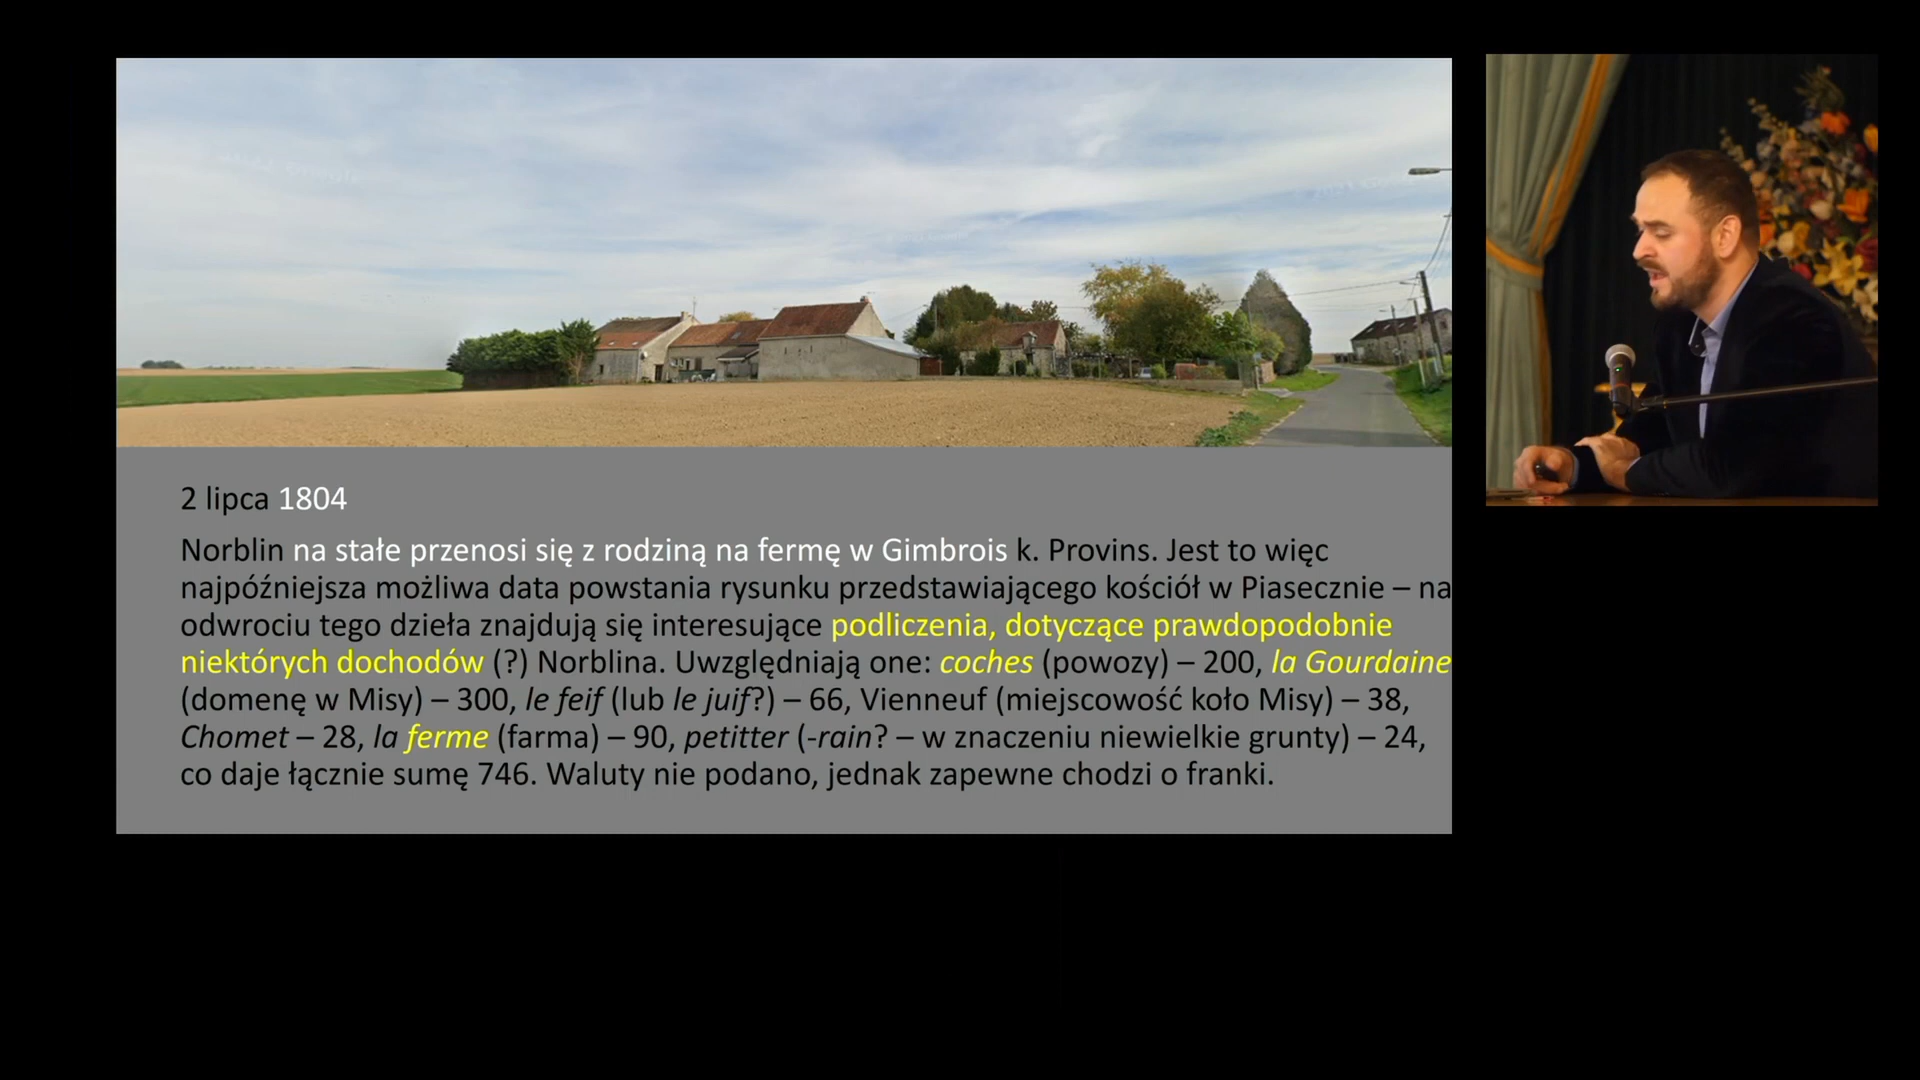 2 lipca 1804
Norblin na stałe przenosi się z rodziną na fermę w Gimbrois k. Provins. Jest to więc
najpóźniejsza możliwa data powstania rysunku przedstawiającego kościół w Piasecznie – na
odwrociu tego dzieła znajdują się interesujące podliczenia, dotyczące prawdopodobnie
niektórych dochodów (?) Norblina. Uwzględniają one: coches (powozy) – 200, la Gourdaine
(domenę w Misy) – 300, le feif (lub le juif?) – 66, Vienneuf (miejscowość koło Misy) – 38,
Chomet – 28, la ferme (farma) – 90, petitter (-rain? – w znaczeniu niewielkie grunty) – 24,
co daje łącznie sumę 746. Waluty nie podano, jednak zapewne chodzi o franki.